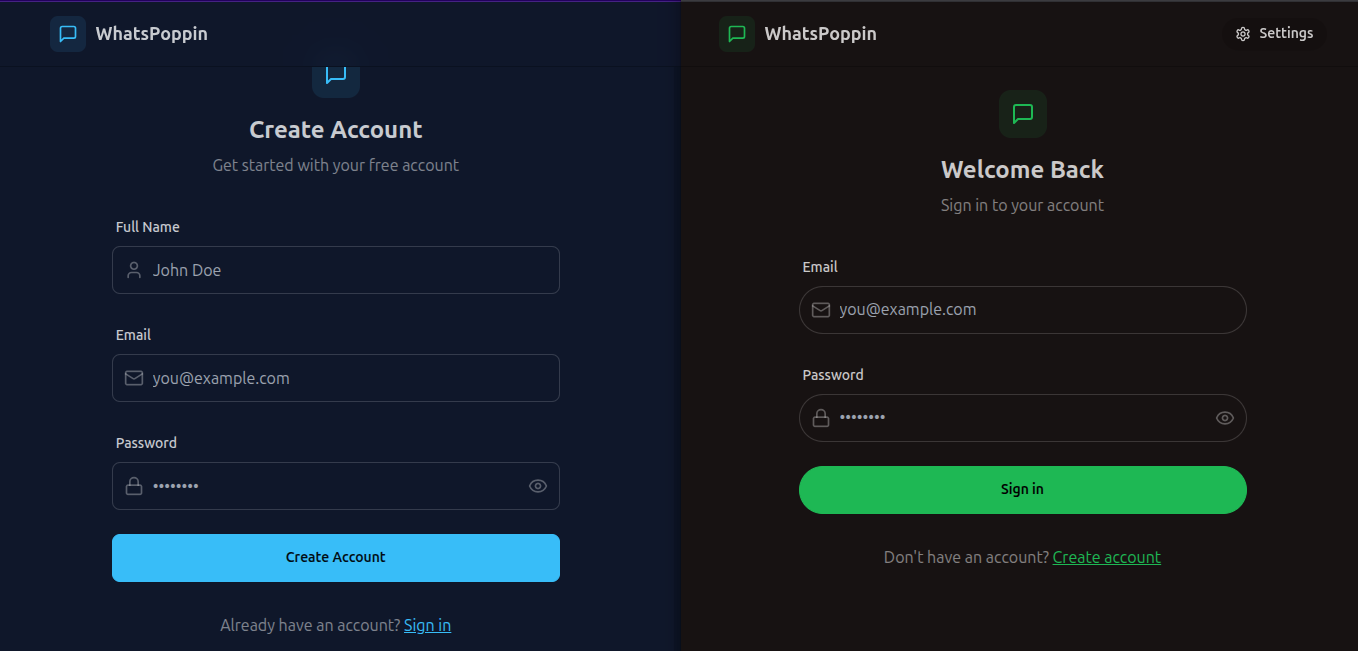 WhatsPoppin
Create Account
Get started with your free account
Full Name
John Doe
Email
you@example.com
Password
••••••••
Create Account
Already have an account? Sign in
WhatsPoppin
Settings
Welcome Back
Sign in to your account
Email
you@example.com
Password
••••••••
Sign in
Don't have an account? Create account